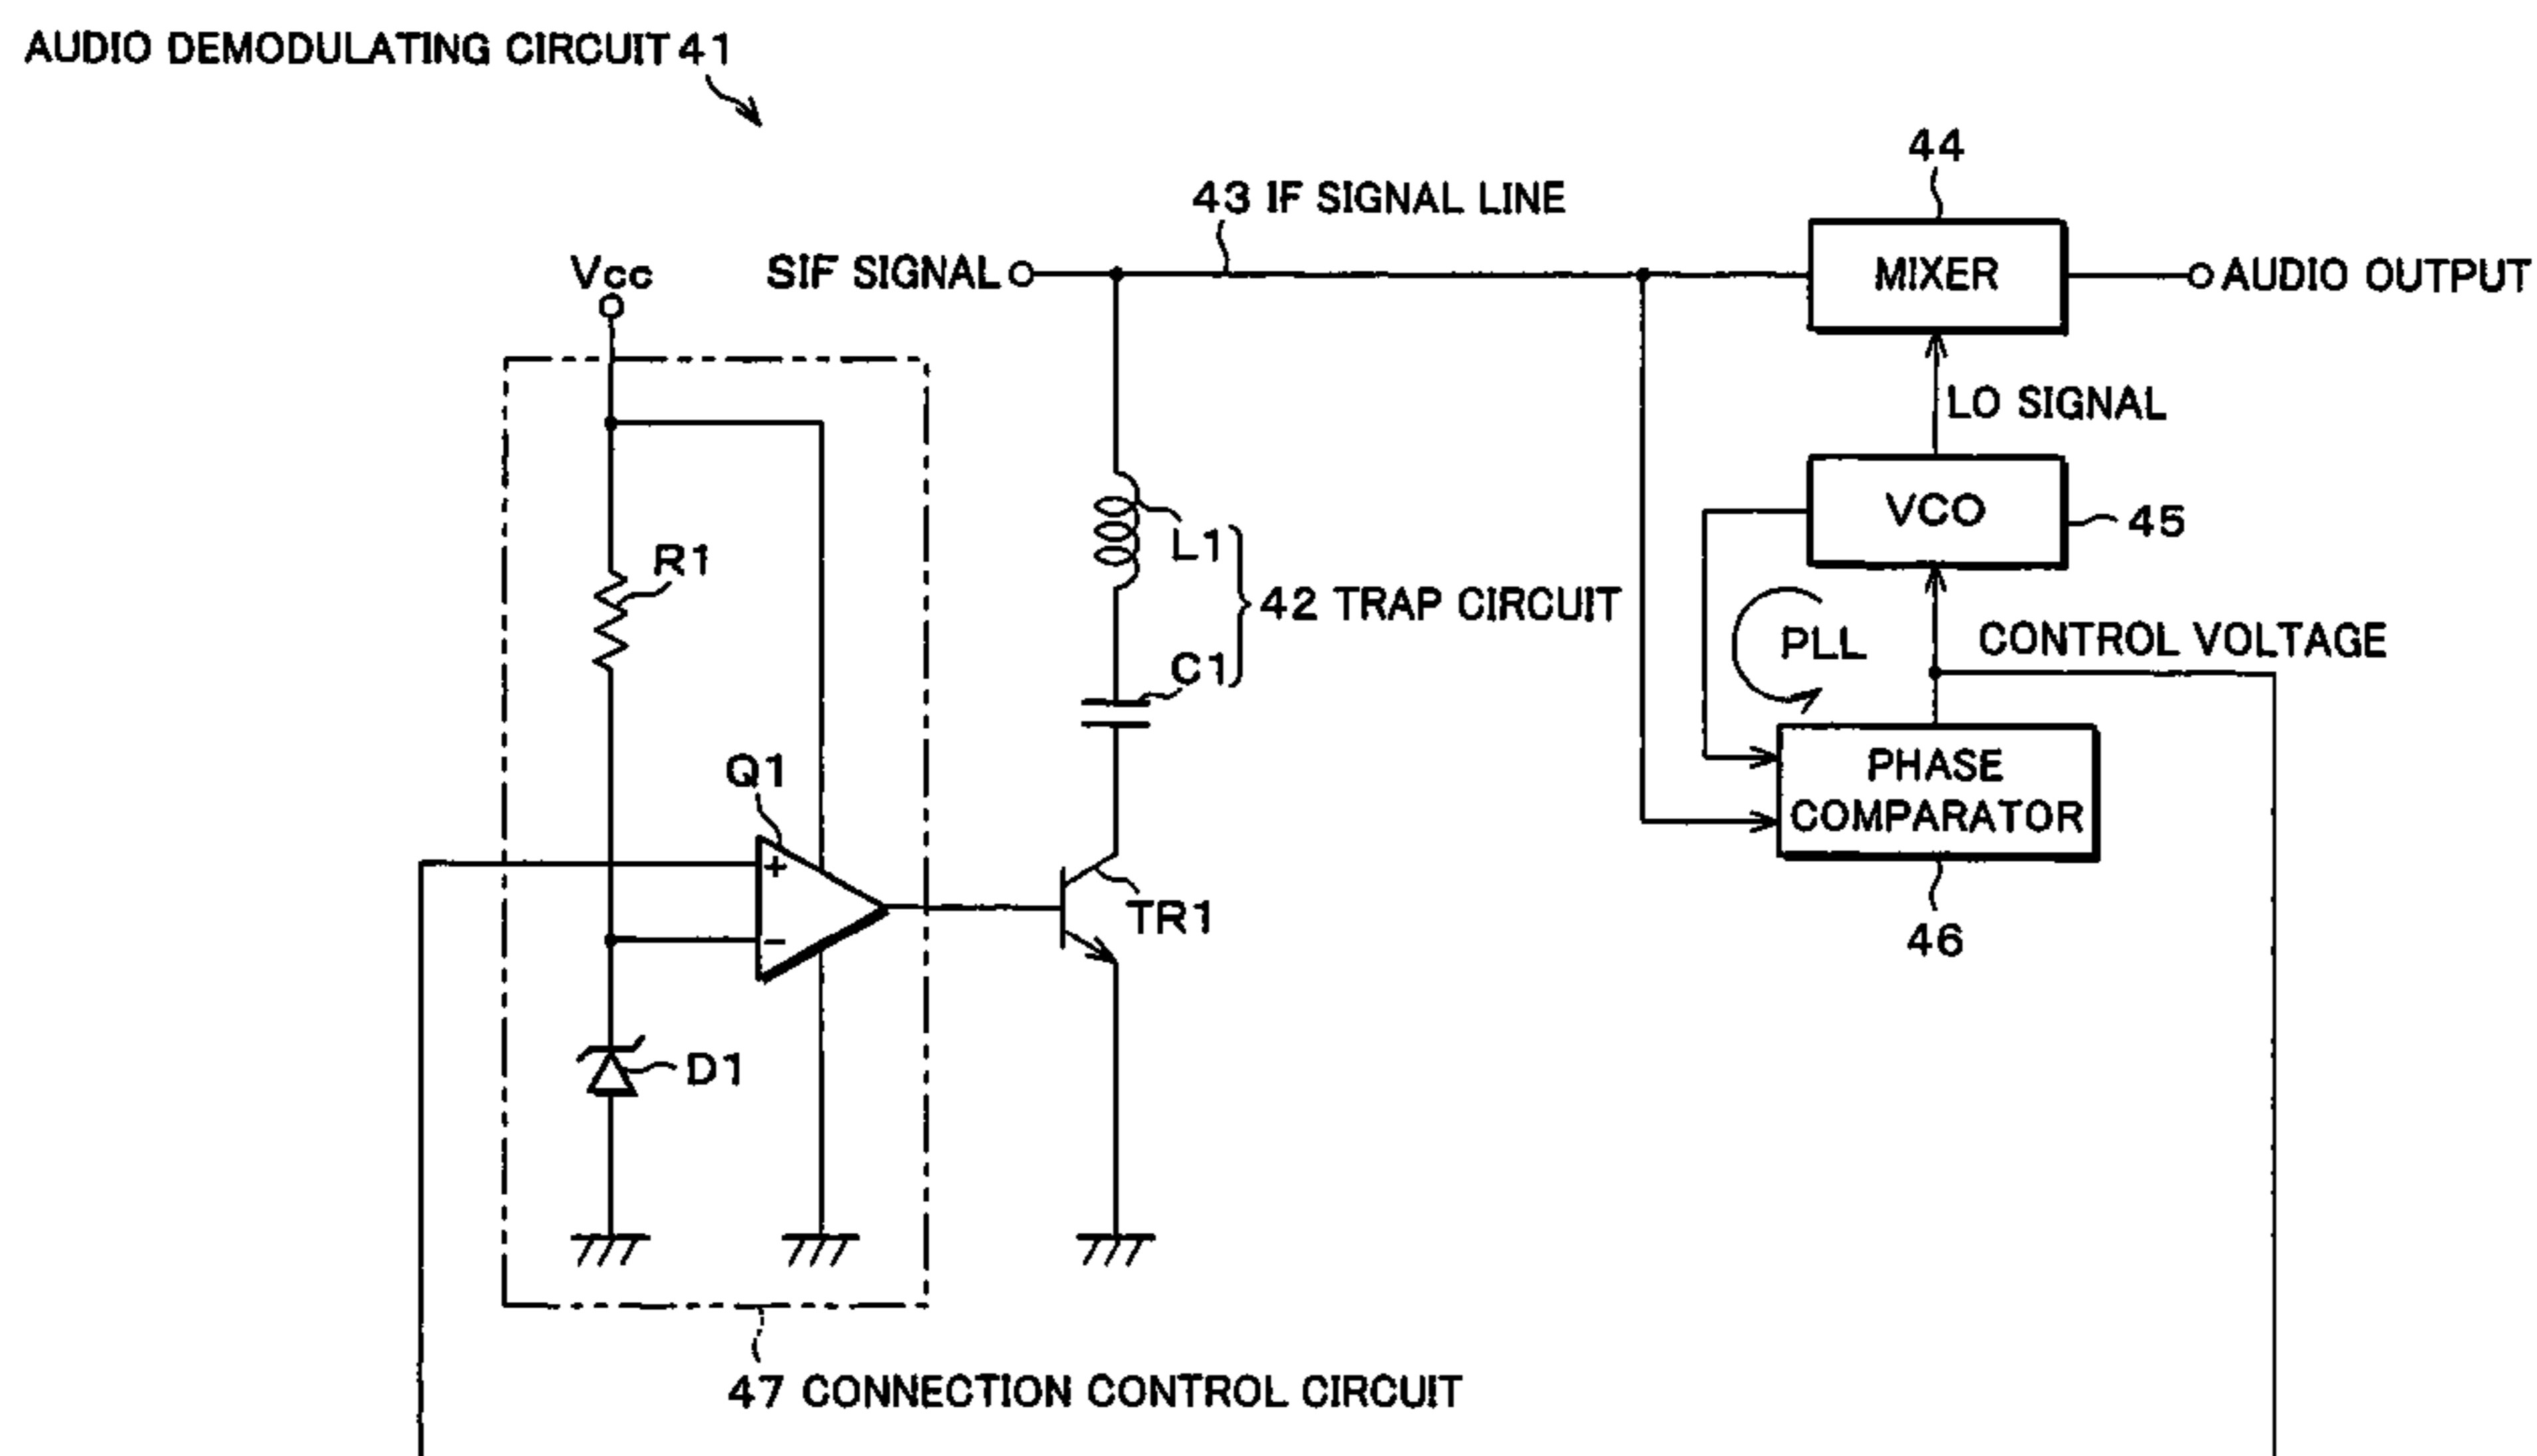 AUDIO DEMODULATING CIRCUIT 41
44
43 IF SIGNAL LINE
Vcc
SIF SIGNAL
MIXER
AUDIO OUTPUT
LO SIGNAL
VCO
45
R1
L1
42 TRAP CIRCUIT
C1
PLL
CONTROL VOLTAGE
Q1
PHASE
COMPARATOR
+
−
TR1
46
D1
47 CONNECTION CONTROL CIRCUIT